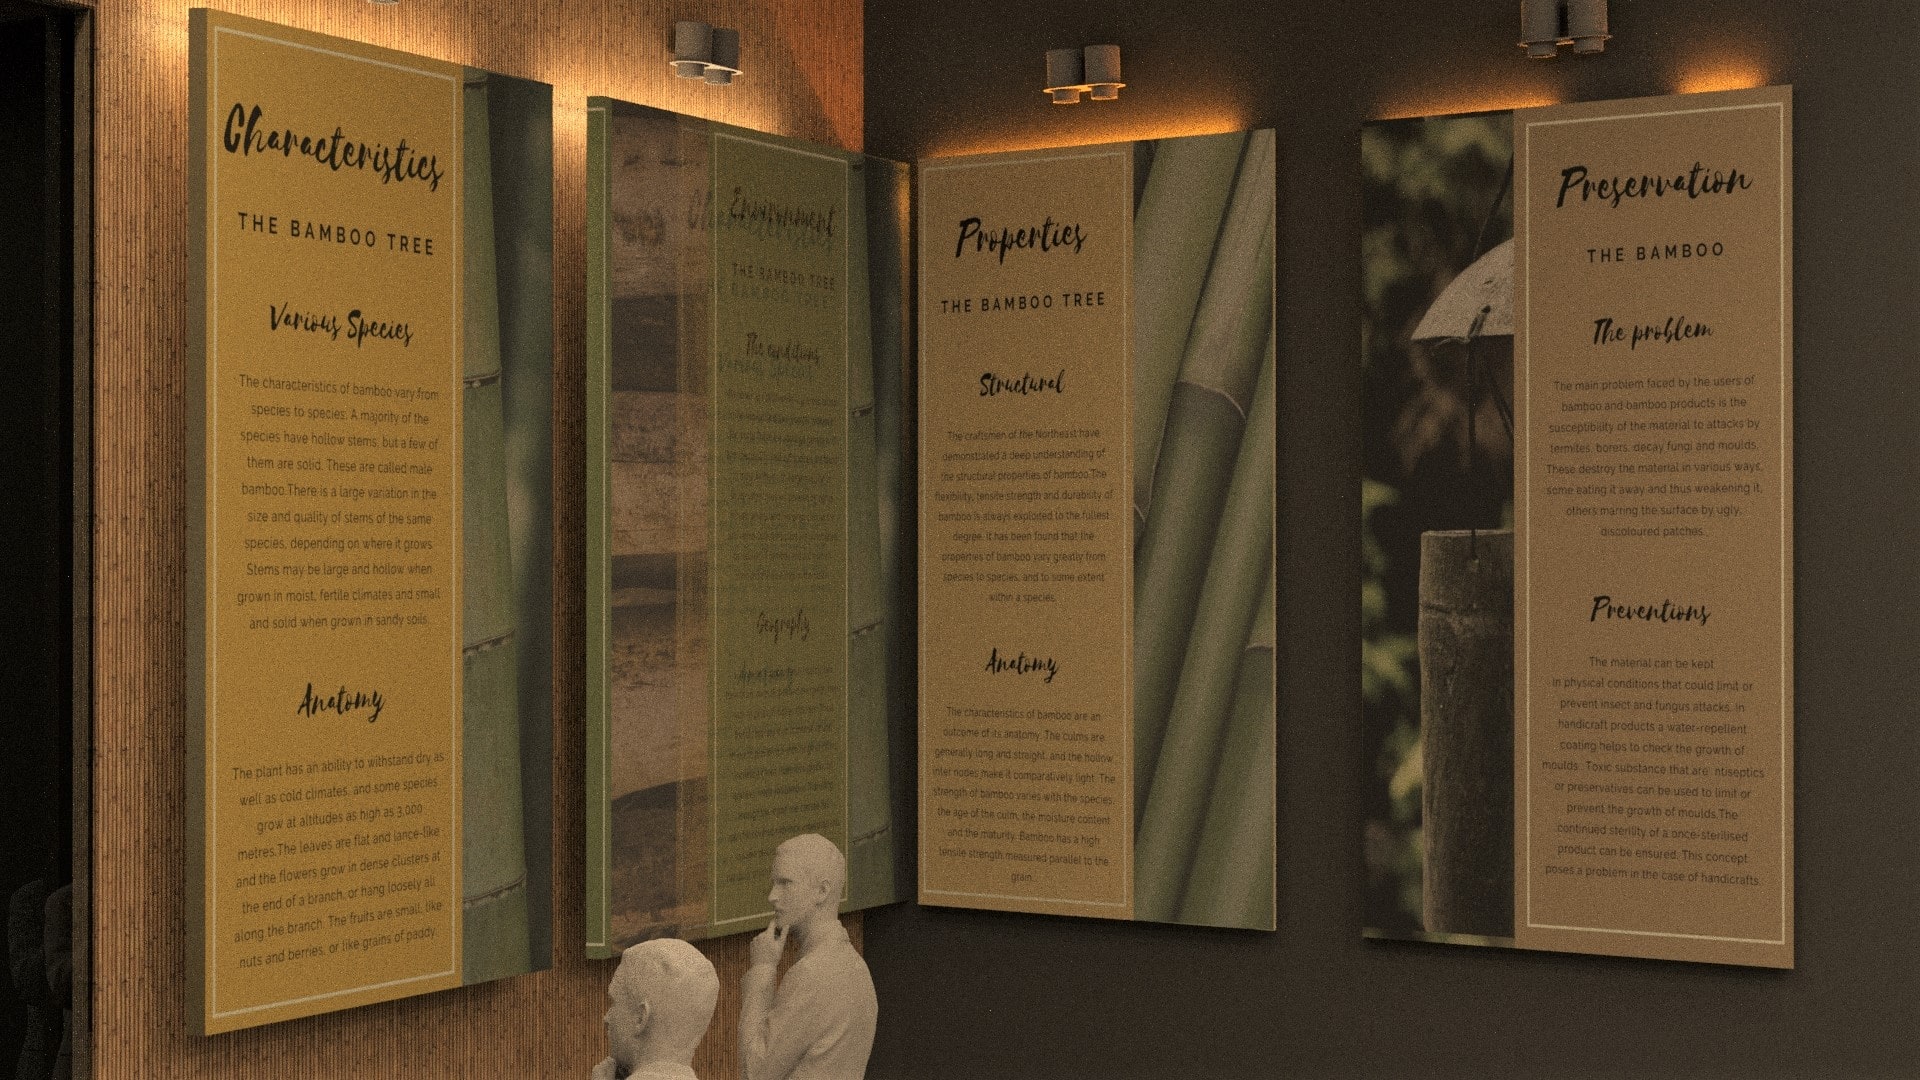 Characteristics
THE BAMBOO TREE
Various Species
The characteristics of bamboo vary from
species to species. A majority of the
species have hollow stems, but a few of
them are solid. These are called male
bamboo.There is a large variation in the
size and quality of stems of the same
species, depending on where it grows.
Stems may be large and hollow when
grown in moist, fertile climates and small
and solid when grown in sandy soils.
Anatomy
The plant has an ability to withstand dry as
well as cold climates, and some species
grow at altitudes as high as 3,000
metres.The leaves are flat and lance-like
and the flowers grow in dense clusters at
the end of a branch, or hang loosely all
along the branch. The fruits are small, like
nuts and berries, or like grains of paddy.
Environment
THE BAMBOO TREE
The conditions
Geography
Properties
THE BAMBOO TREE
Structural
The craftsmen of the Northeast have
demonstrated a deep understanding of
the structural properties of bamboo.The
flexibility, tensile strength and durability of
bamboo is always exploited to the fullest
degree. It has been found that the
properties of bamboo vary greatly from
species to species, and to some extent
within a species.
Anatomy
The characteristics of bamboo are an
outcome of its anatomy. The culms are
generally long and straight, and the hollow
inter nodes make it comparatively light. The
strength of bamboo varies with the species,
the age of the culm, the moisture content
and the maturity. Bamboo has a high
tensile strength measured parallel to the
grain.
Preservation
THE BAMBOO
The problem
The main problem faced by the users of
bamboo and bamboo products is the
susceptibility of the material to attacks by
termites, borers, decay fungi and moulds.
These destroy the material in various ways,
some eating it away and thus weakening it,
others marring the surface by ugly,
discoloured patches.
Preventions
The material can be kept
in physical conditions that could limit or
prevent insect and fungus attacks. In
handicraft products a water-repellent
coating helps to check the growth of
moulds. Toxic substance that are ntiseptics
or preservatives can be used to limit or
prevent the growth of moulds.The
continued sterility of a once-sterilised
product can be ensured. This concept
poses a problem in the case of handicrafts.